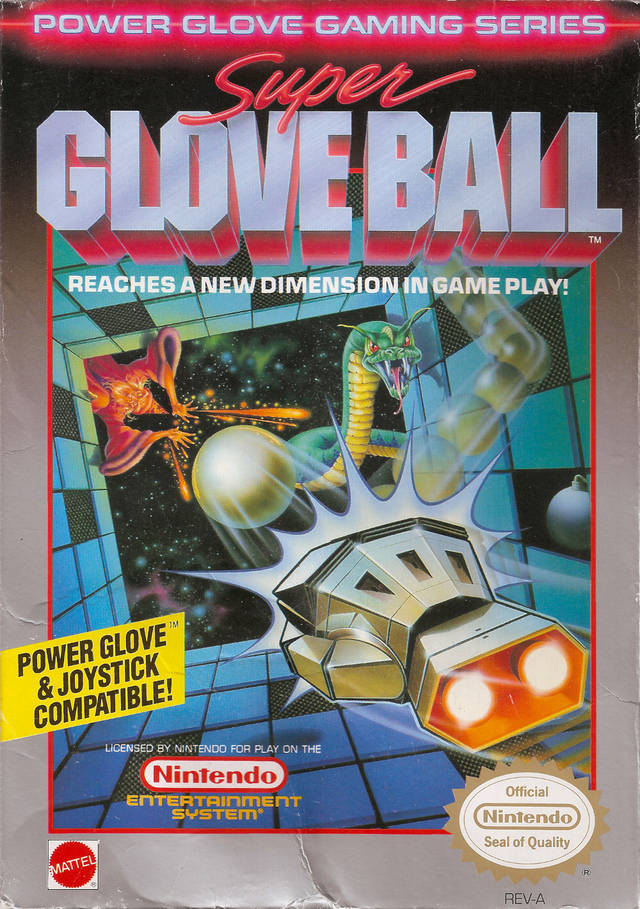 POWER GLOVE GAMING SERIES
Super
GLOVE BALL
TM
REACHES A NEW DIMENSION IN GAME PLAY!
POWER GLOVE™
& JOYSTICK
COMPATIBLE!
LICENSED BY NINTENDO FOR PLAY ON THE
Nintendo
ENTERTAINMENT
SYSTEM®
Official
Nintendo
Seal of Quality
®
MATTEL
®
REV-A